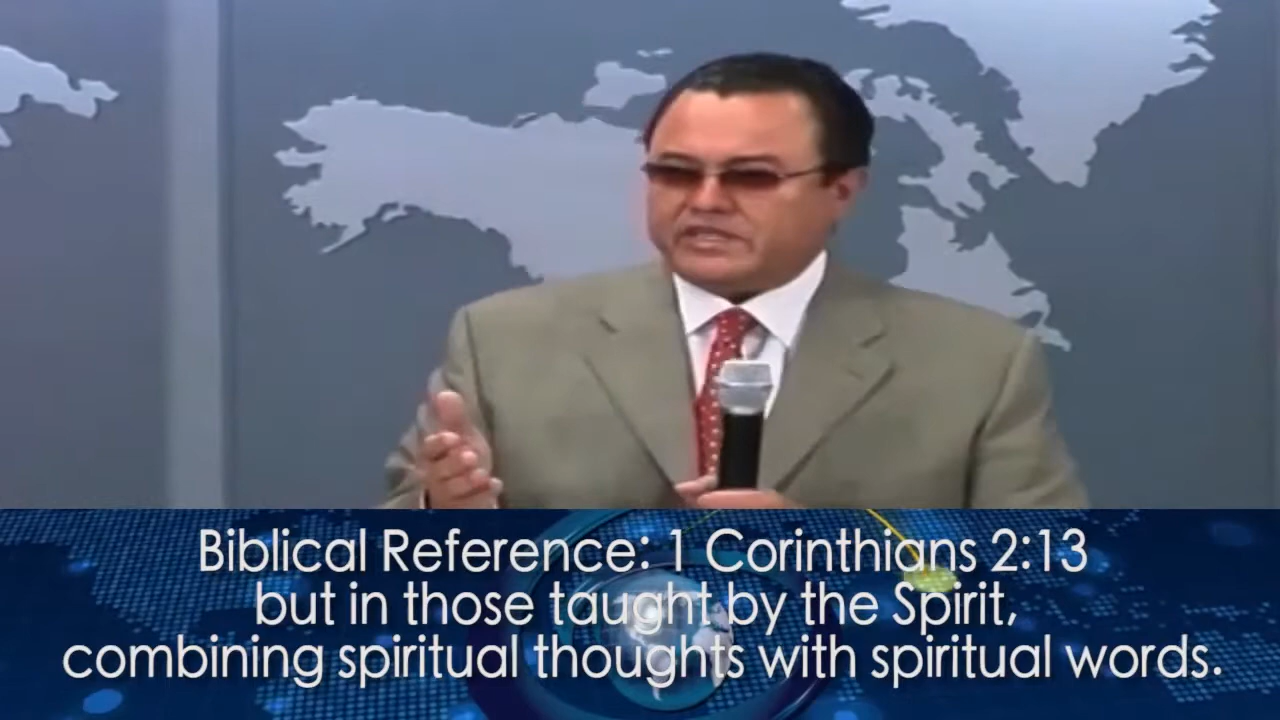 Biblical Reference: 1 Corinthians 2:13
but in those taught by the Spirit,
combining spiritual thoughts with spiritual words.